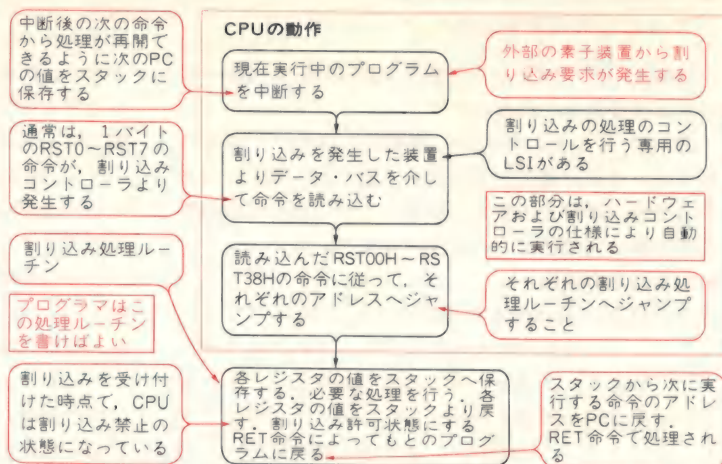 中断後の次の命令
から処理が再開で
きるように次のPC
の値をスタックに
保存する
通常は，1バイト
のRST0～RST7の
命令が，割り込み
コントローラより
発生する
割り込み処理ルー
チン
プログラマはこ
の処理ルーチン
を書けばよい
割り込みを受け付
けた時点で，CPU
は割り込み禁止の
状態になっている
CPUの動作
現在実行中のプログラム
を中断する
割り込みを発生した装置
よりデータ・バスを介し
て命令を読み込む
読み込んだRST00H～RS
T38Hの命令に従って，そ
れぞれのアドレスへジャ
ンプする
各レジスタの値をスタックへ保
存する．必要な処理を行う．各
レジスタの値をスタックより戻
す．割り込み許可状態にする
RET命令によってもとのプログ
ラムに戻る
外部の素子装置から割
り込み要求が発生する
割り込みの処理のコン
トロールを行う専用の
LSIがある
この部分は，ハードウェ
アおよび割り込みコント
ローラの仕様により自動
的に実行される
それぞれの割り込み処
理ルーチンへジャンプ
すること
スタックから次に実
行する命令のアドレ
スをPCに戻す．
RET命令で処理され
る